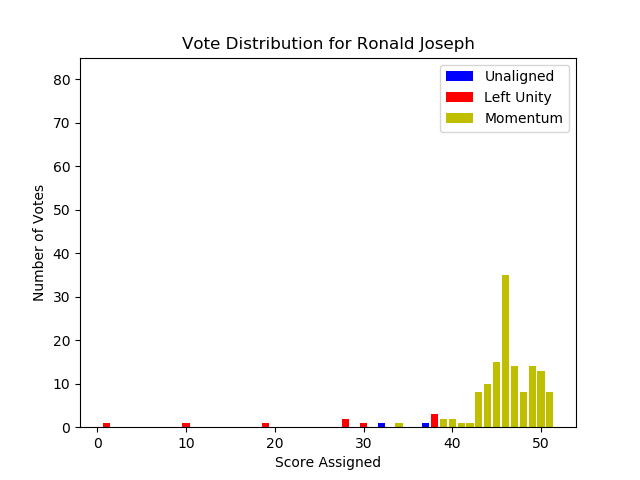 Vote Distribution for Ronald Joseph
Unaligned
Left Unity
Momentum
80
70
60
50
40
30
20
10
0
Number of Votes
0 10 20 30 40 50
Score Assigned